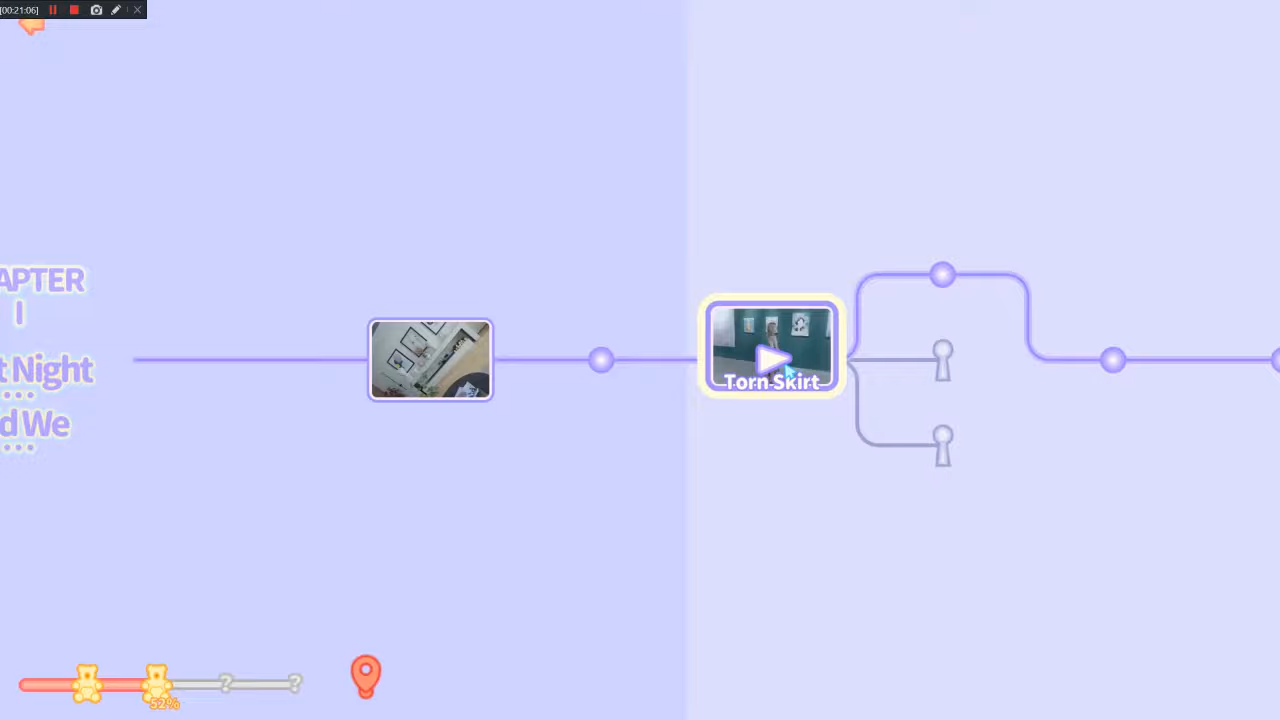 [00:21:06]
APTER
I
t Night
d We
Torn Skirt
52%
?
?